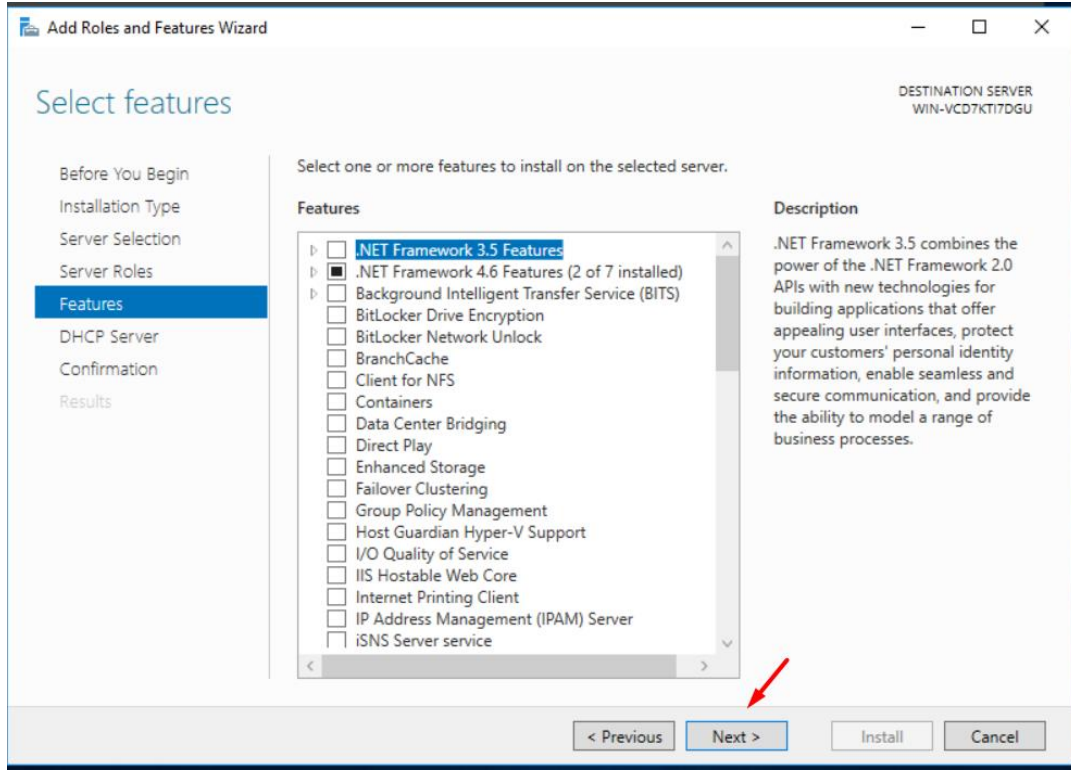 Add Roles and Features Wizard
Select features
DESTINATION SERVER
WIN-VCD7KTI7DGU
Before You Begin
Installation Type
Server Selection
Server Roles
Features
DHCP Server
Confirmation
Results
Select one or more features to install on the selected server.
Features
.NET Framework 3.5 Features
.NET Framework 4.6 Features (2 of 7 installed)
Background Intelligent Transfer Service (BITS)
BitLocker Drive Encryption
BitLocker Network Unlock
BranchCache
Client for NFS
Containers
Data Center Bridging
Direct Play
Enhanced Storage
Failover Clustering
Group Policy Management
Host Guardian Hyper-V Support
I/O Quality of Service
IIS Hostable Web Core
Internet Printing Client
IP Address Management (IPAM) Server
iSNS Server service
Description
.NET Framework 3.5 combines the
power of the .NET Framework 2.0
APIs with new technologies for
building applications that offer
appealing user interfaces, protect
your customers' personal identity
information, enable seamless and
secure communication, and provide
the ability to model a range of
business processes.
< Previous
Next >
Install
Cancel